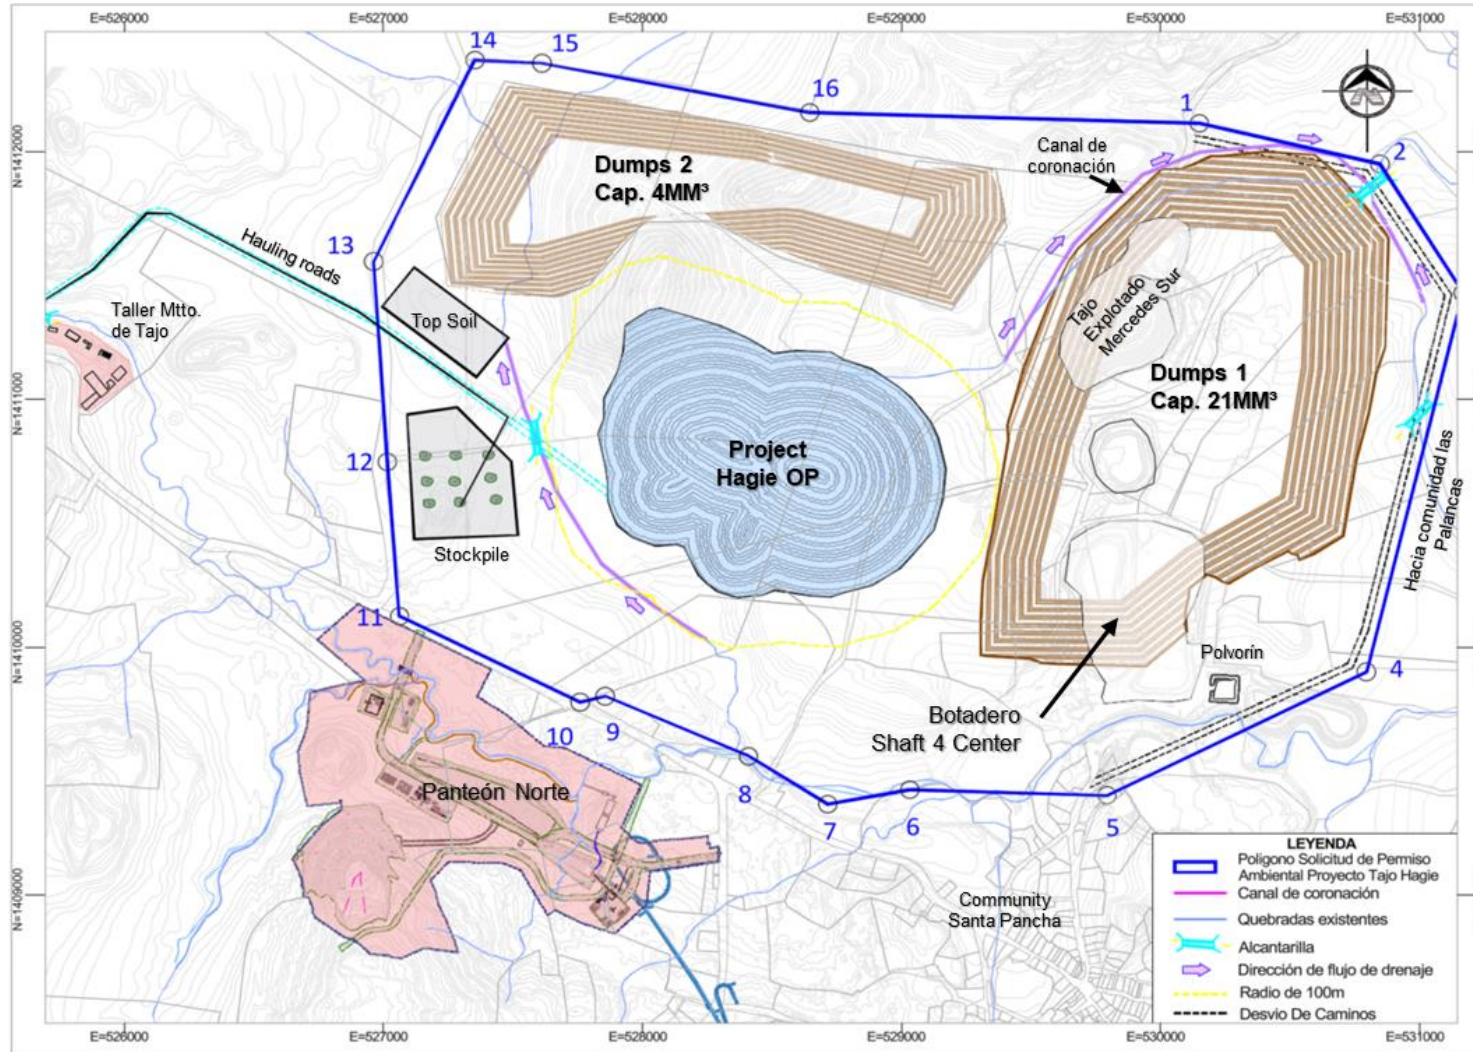 E=526000
E=527000
E=528000
E=529000
E=530000
E=531000
14
15
16
1
2
N=1412000
Dumps 2
Cap. 4MM³
Canal de
coronación
13
Hauling roads
Taller Mtto.
de Tajo
Top Soil
Tajo
Explotado
Mercedes Sur
Dumps 1
Cap. 21MM³
N=1411000
Project
Hagie OP
12
Stockpile
Hacia comunidad las
Palancas
11
N=1410000
Polvorín
4
Botadero
Shaft 4 Center
10
9
8
7
6
5
Panteón Norte
Community
Santa Pancha
N=1409000
LEYENDA
Poligono Solicitud de Permiso
Ambiental Proyecto Tajo Hagie
Canal de coronación
Quebradas existentes
Alcantarilla
Dirección de flujo de drenaje
Radio de 100m
Desvio De Caminos
E=526000
E=527000
E=528000
E=529000
E=530000
E=531000